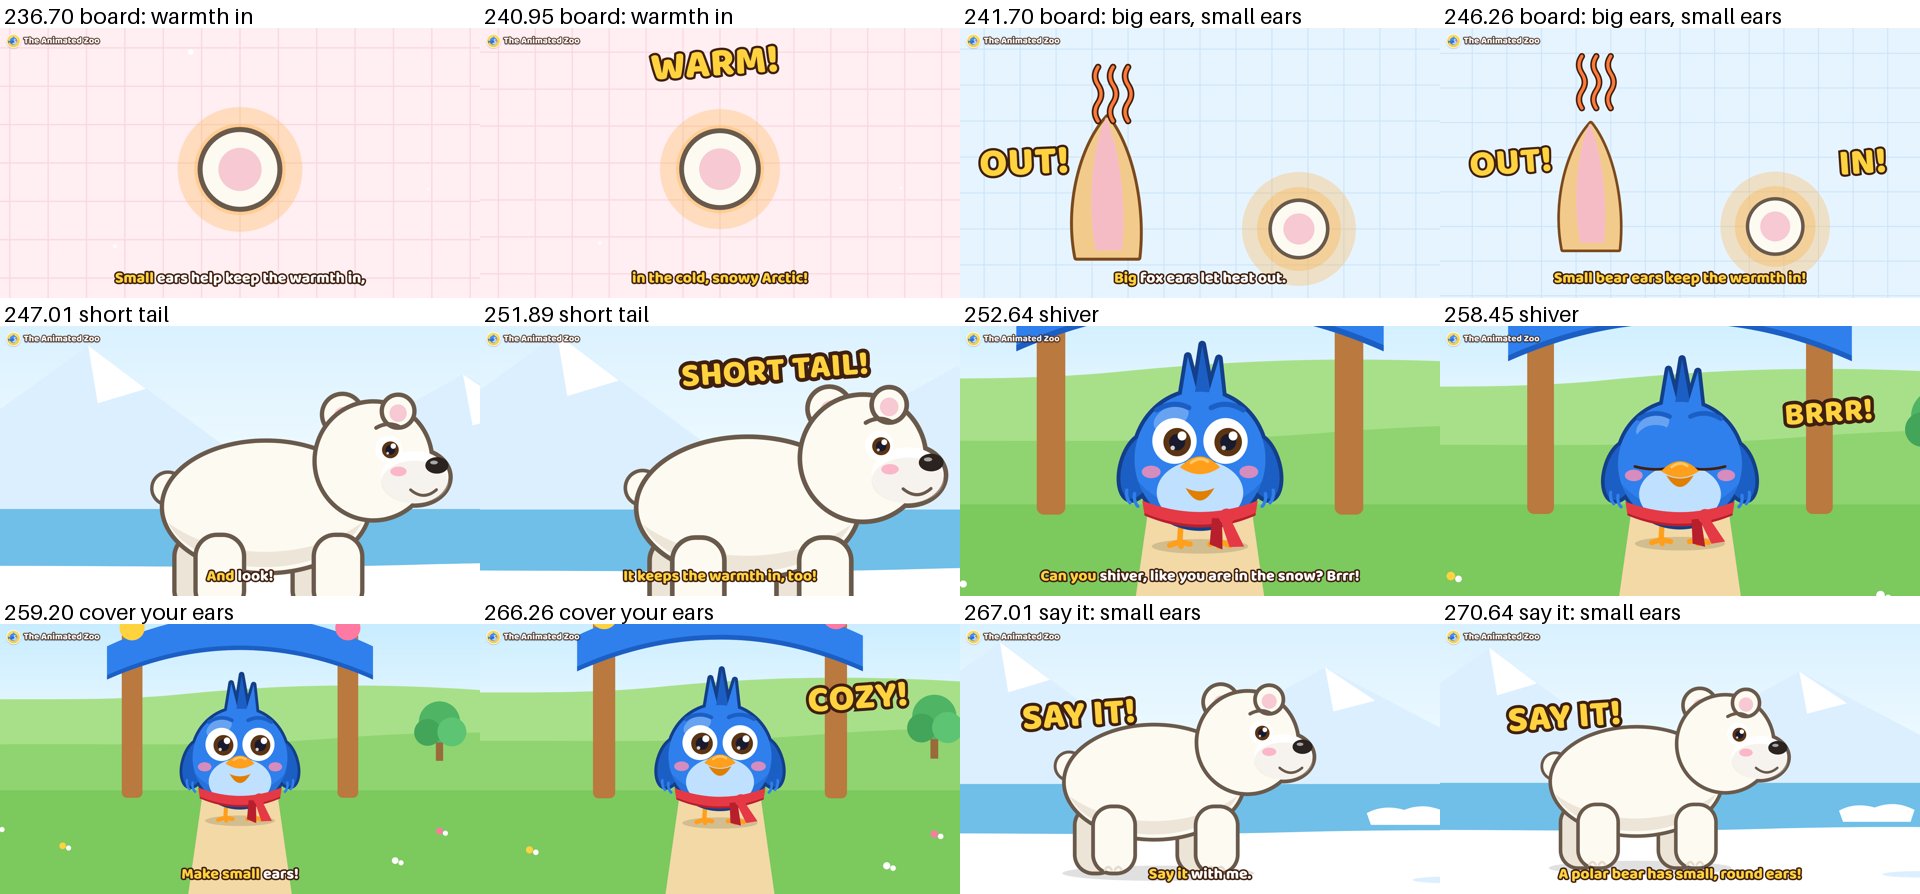 236.70 board: warmth in
The Animated Zoo
Small ears help keep the warmth in,
240.95 board: warmth in
The Animated Zoo
WARM!
in the cold, snowy Arctic!
241.70 board: big ears, small ears
The Animated Zoo
OUT!
Big fox ears let heat out.
246.26 board: big ears, small ears
The Animated Zoo
OUT!
IN!
Small bear ears keep the warmth in!
247.01 short tail
The Animated Zoo
And look!
251.89 short tail
The Animated Zoo
SHORT TAIL!
It keeps the warmth in, too!
252.64 shiver
The Animated Zoo
Can you shiver, like you are in the snow? Brrr!
258.45 shiver
The Animated Zoo
BRRR!
259.20 cover your ears
The Animated Zoo
Make small ears!
266.26 cover your ears
The Animated Zoo
COZY!
267.01 say it: small ears
The Animated Zoo
SAY IT!
Say it with me.
270.64 say it: small ears
The Animated Zoo
SAY IT!
A polar bear has small, round ears!